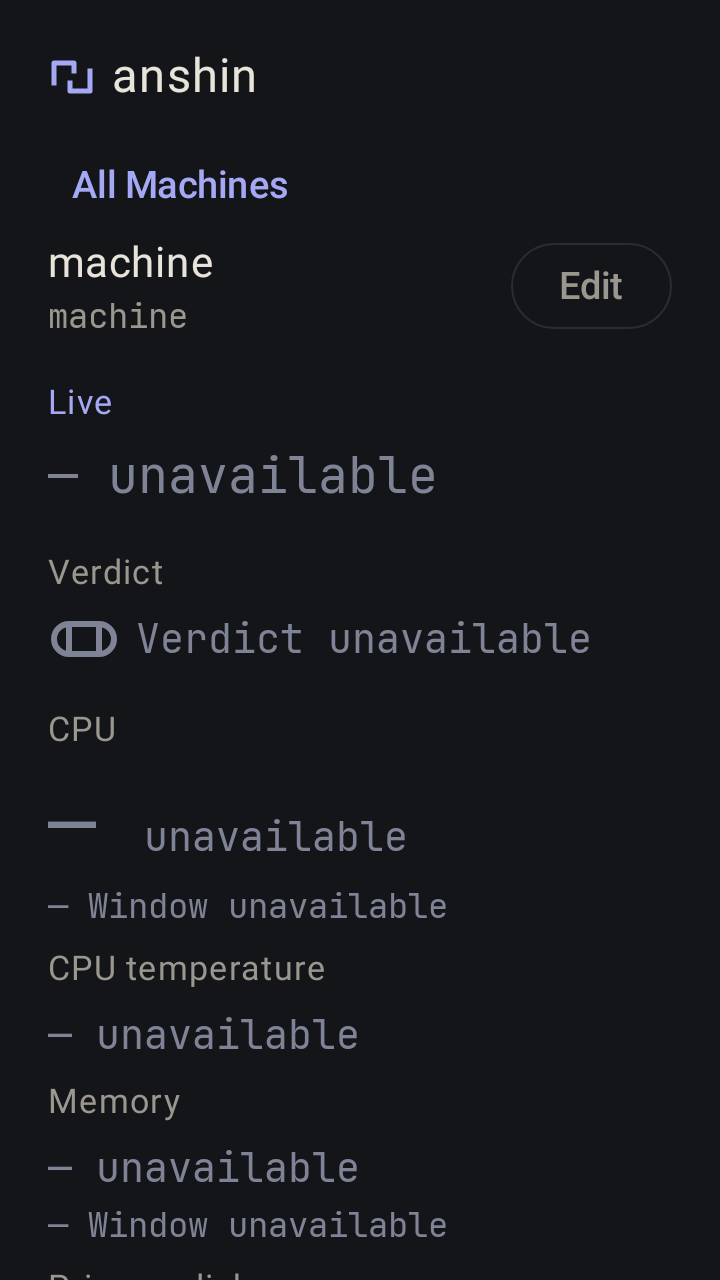 anshin
All Machines
machine
Edit
machine
Live
— unavailable
Verdict
Verdict unavailable
CPU
— unavailable
— Window unavailable
CPU temperature
— unavailable
Memory
— unavailable
— Window unavailable